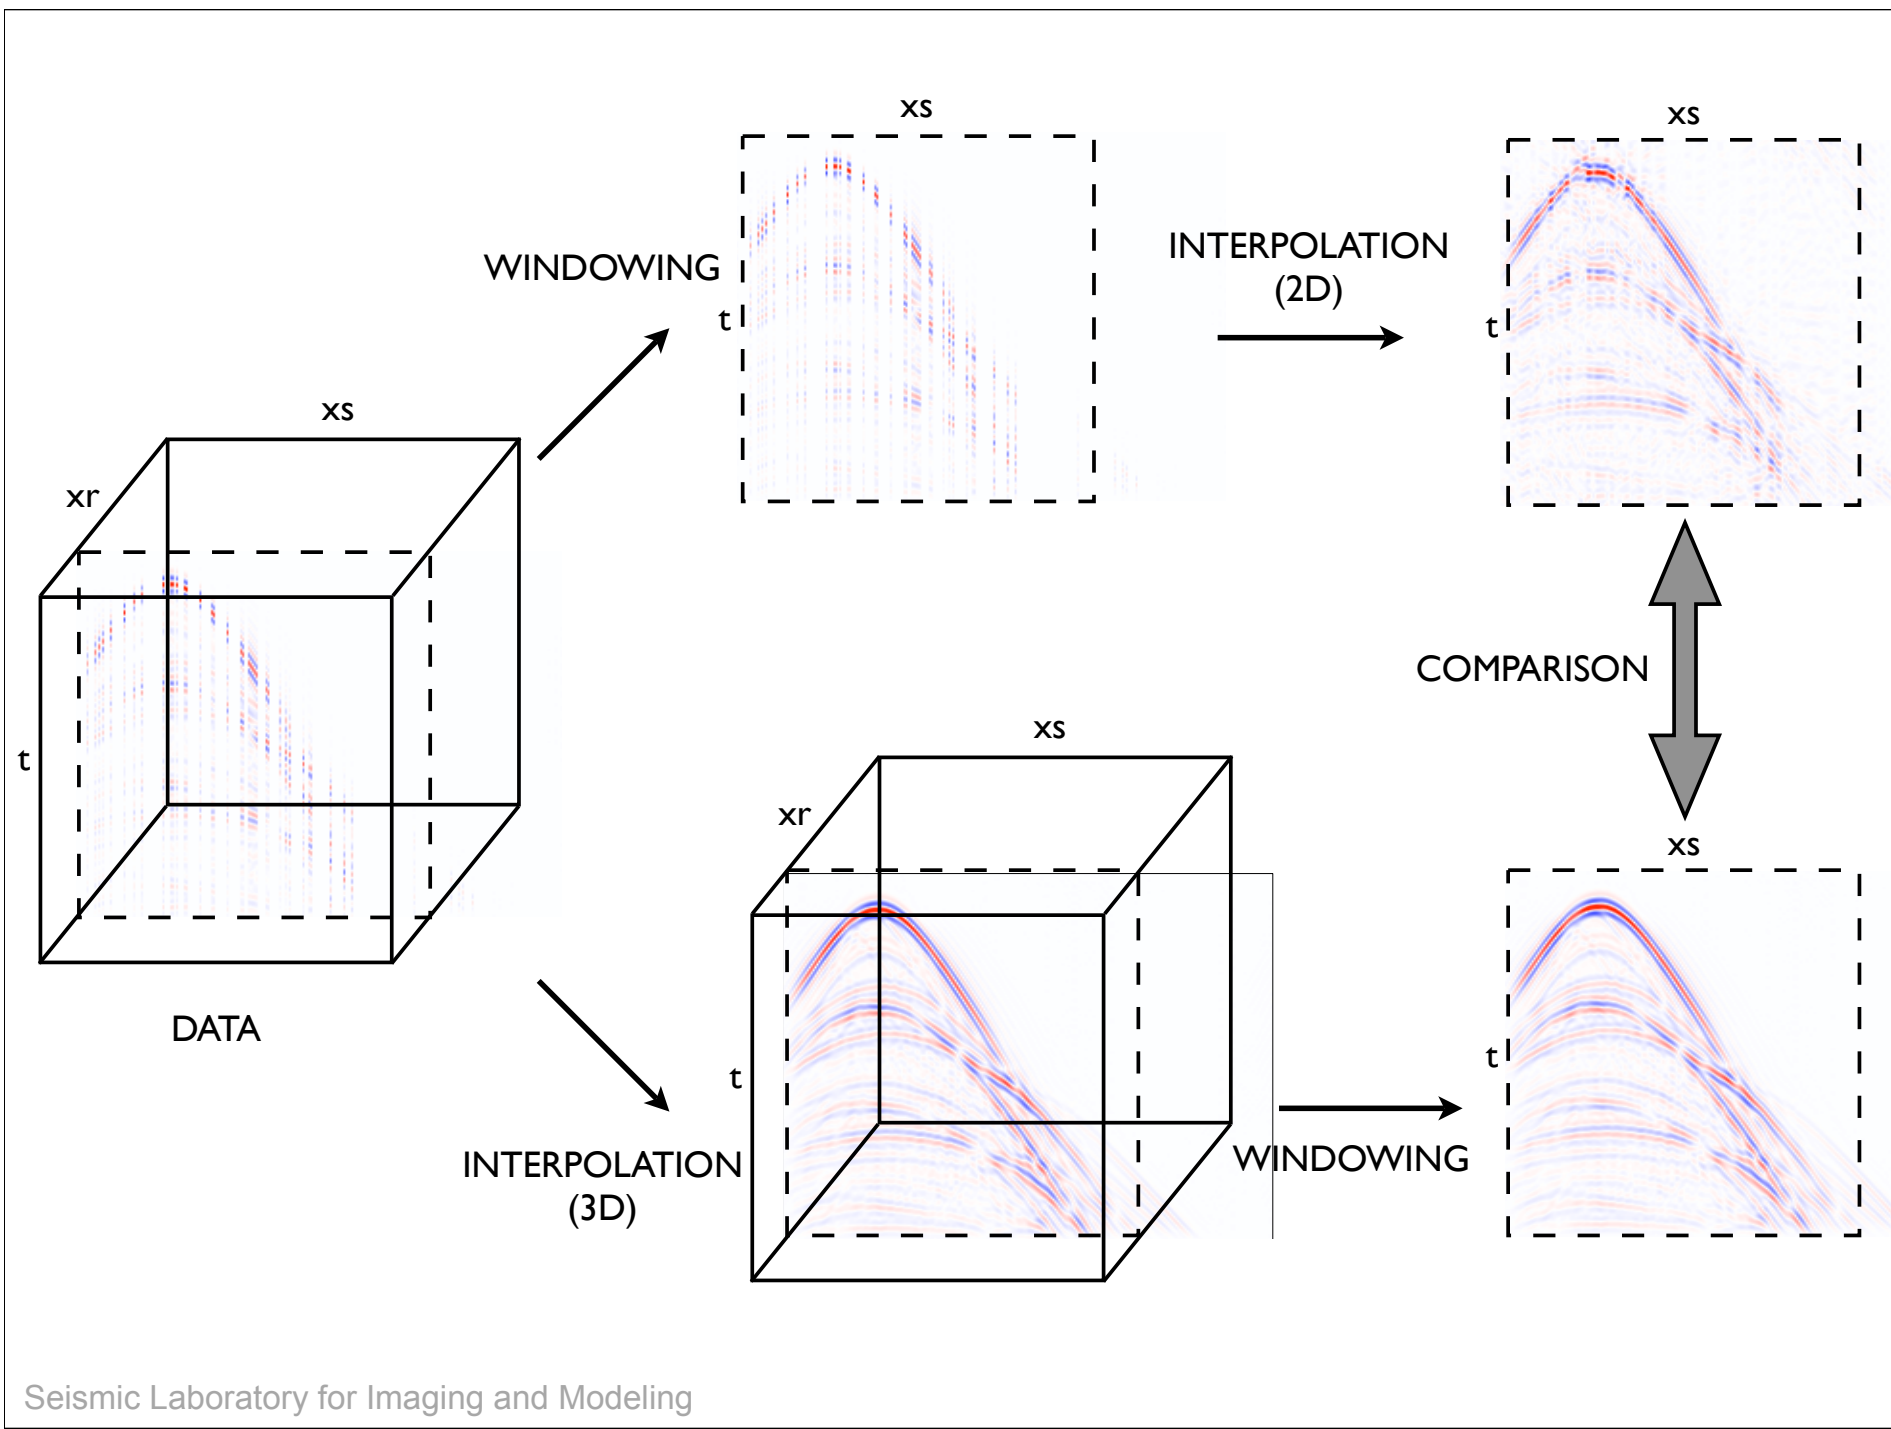 xs
xs
WINDOWING
INTERPOLATION
(2D)
t
t
xs
xr
t
DATA
COMPARISON
xs
xr
t
INTERPOLATION
(3D)
WINDOWING
xs
t
Seismic Laboratory for Imaging and Modeling